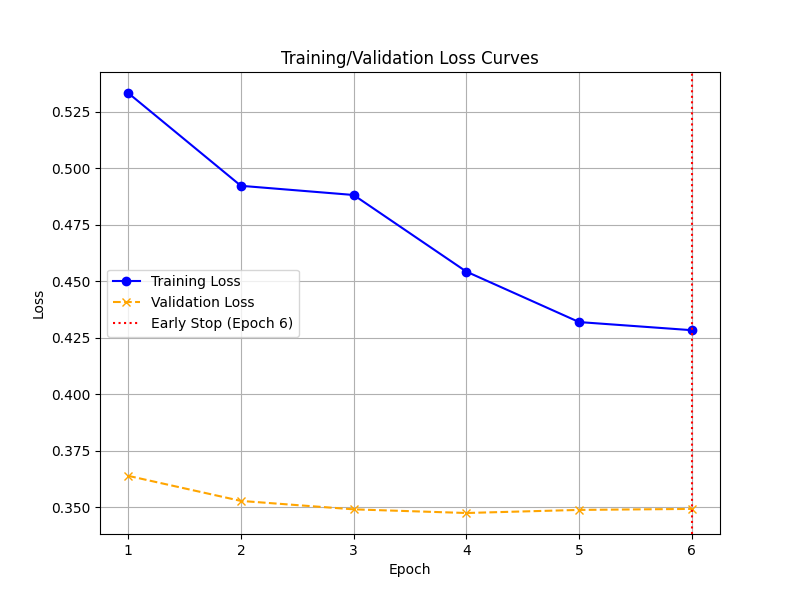 Training/Validation Loss Curves
0.525
0.500
0.475
0.450
0.425
0.400
0.375
0.350
Loss
Training Loss
Validation Loss
Early Stop (Epoch 6)
1 2 3 4 5 6
Epoch